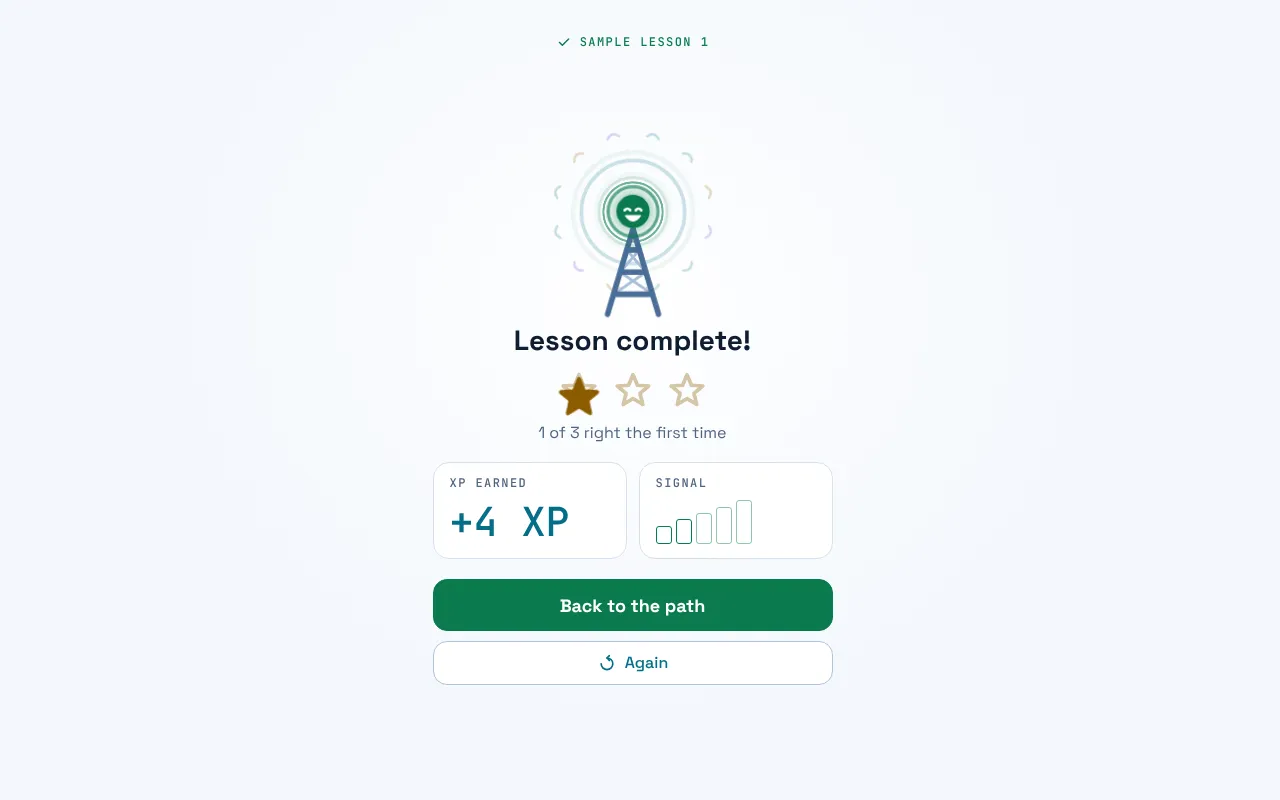 SAMPLE LESSON 1
Lesson complete!
1 of 3 right the first time
XP EARNED
+4 XP
SIGNAL
Back to the path
Again